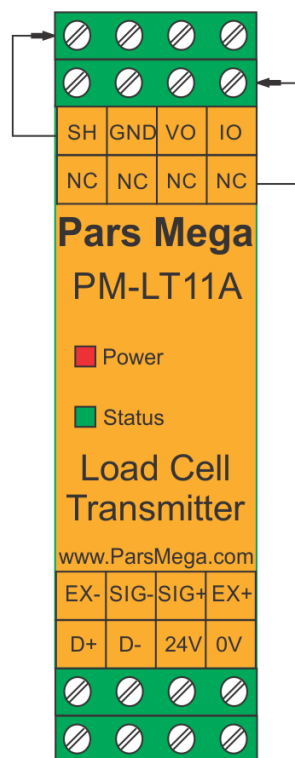 SH GND VO IO
NC NC NC NC
Pars Mega
PM-LT11A
Power
Status
Load Cell
Transmitter
www.ParsMega.com
EX- SIG- SIG+ EX+
D+ D- 24V 0V